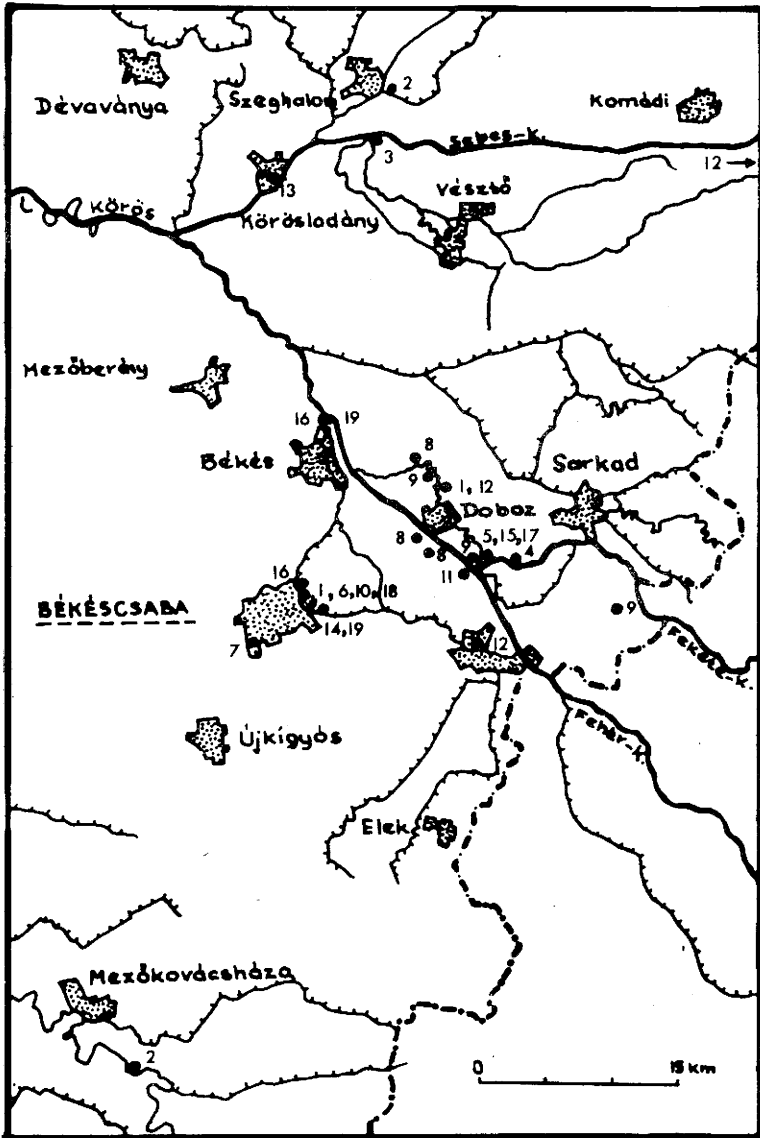 Dévaványa
Szeghalom
2
Komádi
Sebes-k.
3
12
13
Vésztő
Körös
Körösladány
Mezőberény
16
19
Békés
8
9
1, 12
Sarkad
Doboz
8
8
5,15,17
4
11
16
1, 6,10, 18
BÉKÉSCSABA
14,19
7
12
9
Fekete-k.
Fehér-k.
Újkígyós
Elek
Mezőkovácsháza
2
0
15 km